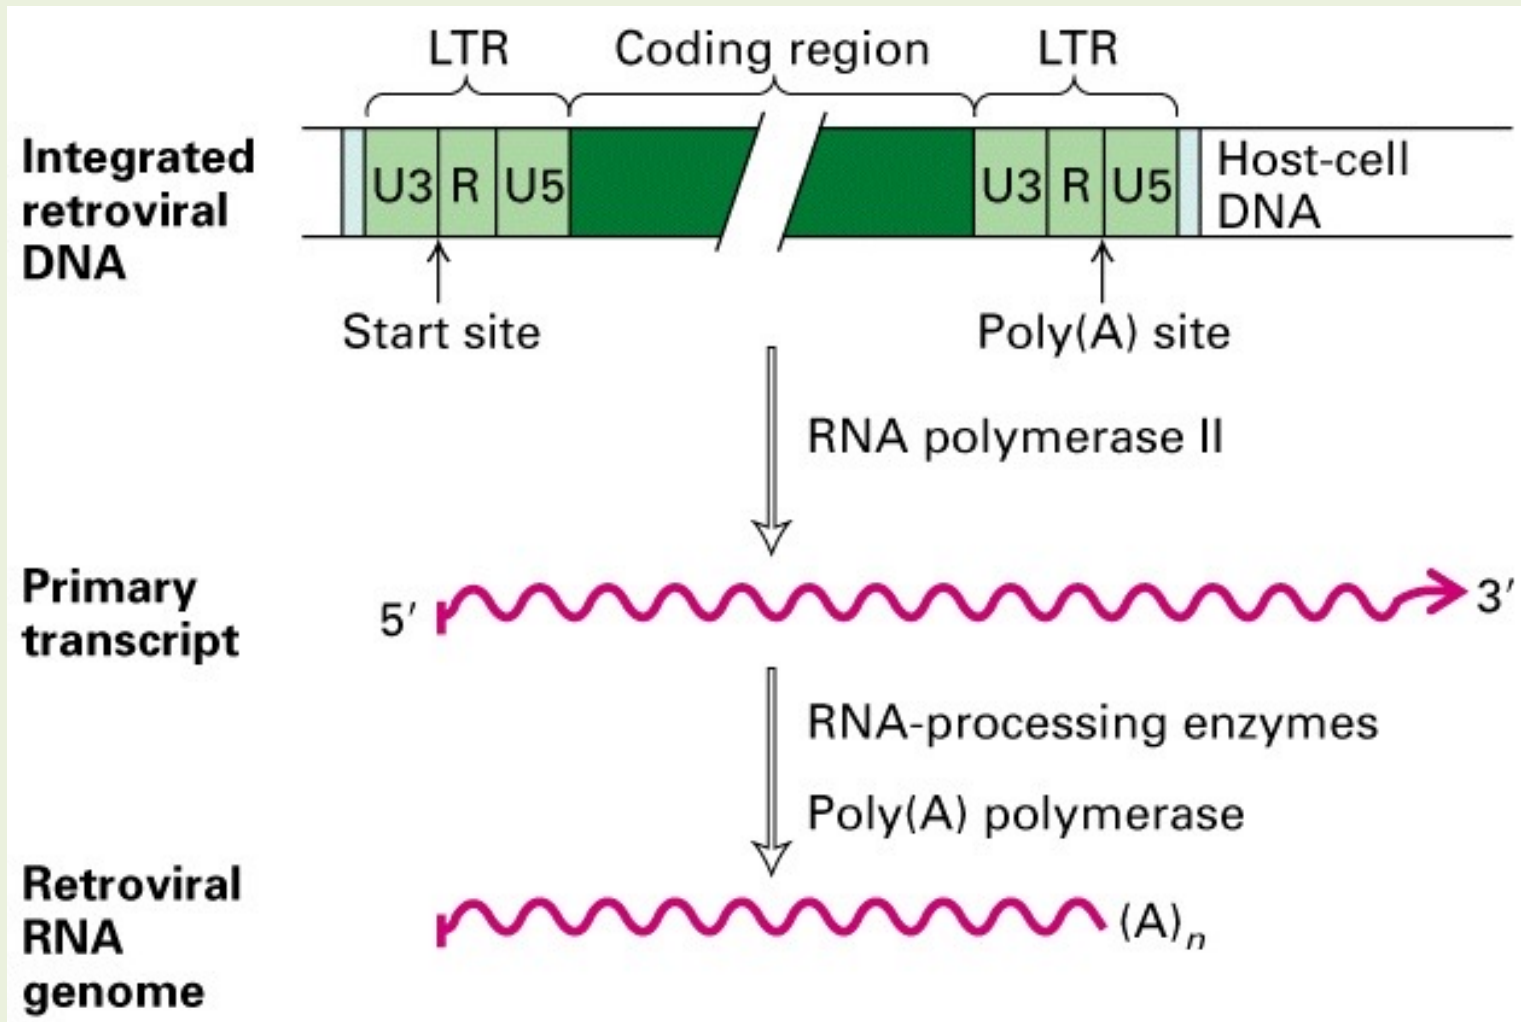 LTR
Coding region
LTR
Integrated
retroviral
DNA
U3 R U5
U3 R U5
Host-cell
DNA
Start site
Poly(A) site
RNA polymerase II
Primary
transcript
5′
3′
RNA-processing enzymes
Poly(A) polymerase
Retroviral
RNA
genome
(A)n